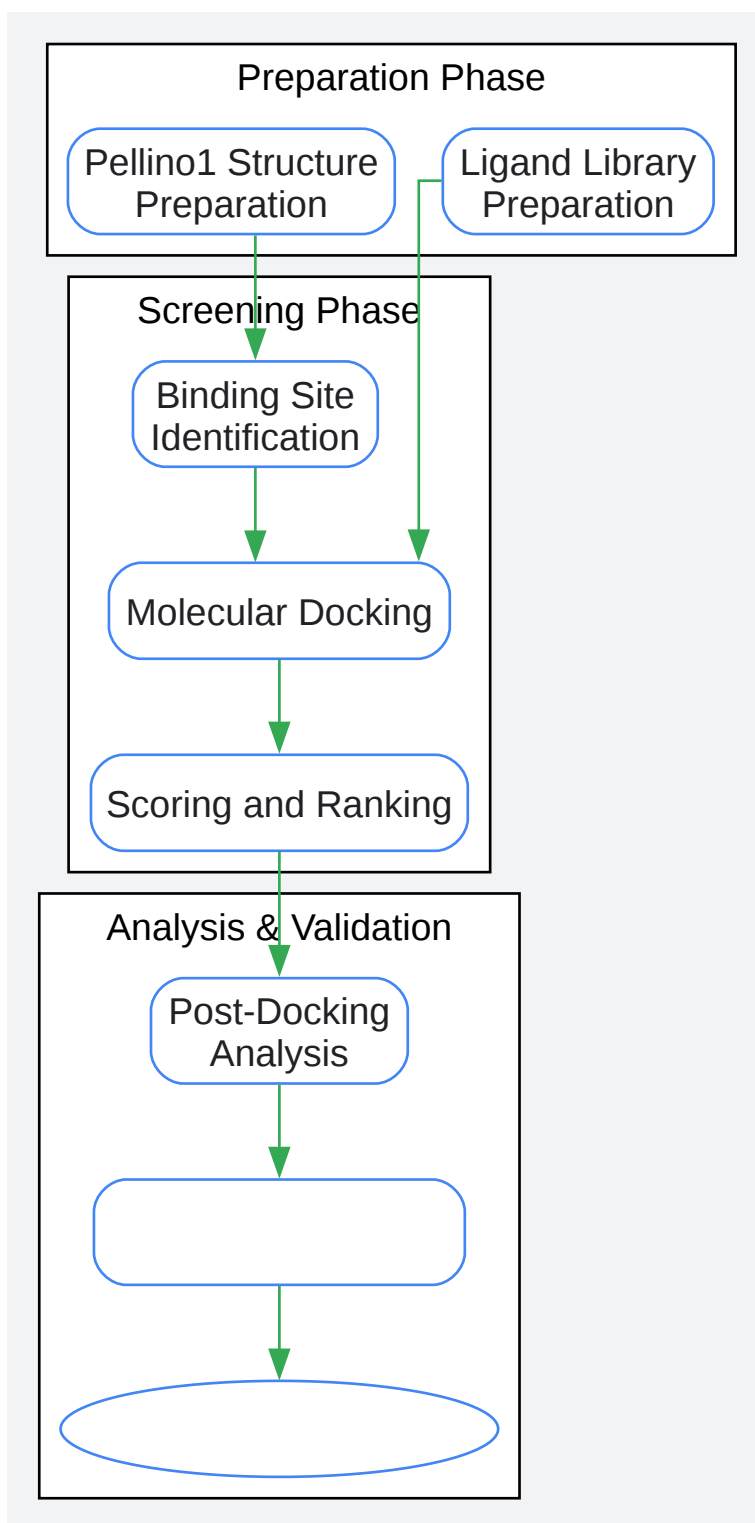 Preparation Phase
Pellino1 Structure
Preparation
Ligand Library
Preparation
Screening Phase
Binding Site
Identification
Molecular Docking
Scoring and Ranking
Analysis & Validation
Post-Docking
Analysis